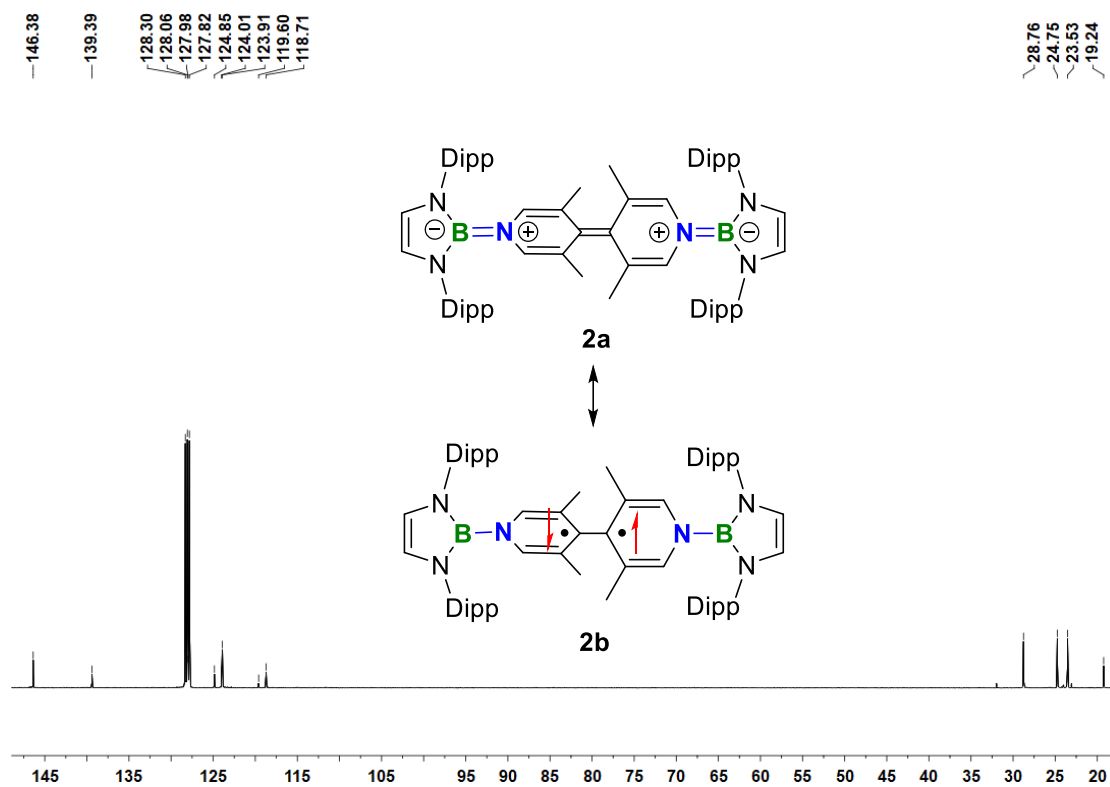 146.38
139.39
128.30
128.06
127.98
127.82
124.85
124.01
123.91
119.60
118.71
28.76
24.75
23.53
19.24
Dipp Dipp
N N
⊖ B N ⊕ ⊕ N B ⊖
N N
Dipp Dipp
2a
Dipp Dipp
N N
B N • • N B
N N
Dipp Dipp
2b
145 135 125 115 105 95 90 85 80 75 70 65 60 55 50 45 40 35 30 25 20